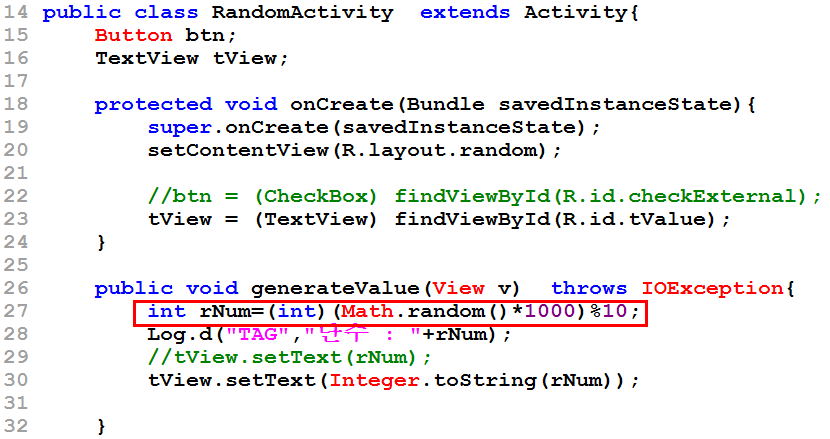 14 public class RandomActivity  extends Activity{
15     Button btn;
16     TextView tView;
17
18     protected void onCreate(Bundle savedInstanceState){
19         super.onCreate(savedInstanceState);
20         setContentView(R.layout.random);
21
22         //btn = (CheckBox) findViewById(R.id.checkExternal);
23         tView = (TextView) findViewById(R.id.tValue);
24     }
25
26     public void generateValue(View v)  throws IOException{
27         int rNum=(int)(Math.random()*1000)%10;
28         Log.d("TAG","난수 : "+rNum);
29         //tView.setText(rNum);
30         tView.setText(Integer.toString(rNum));
31
32     }